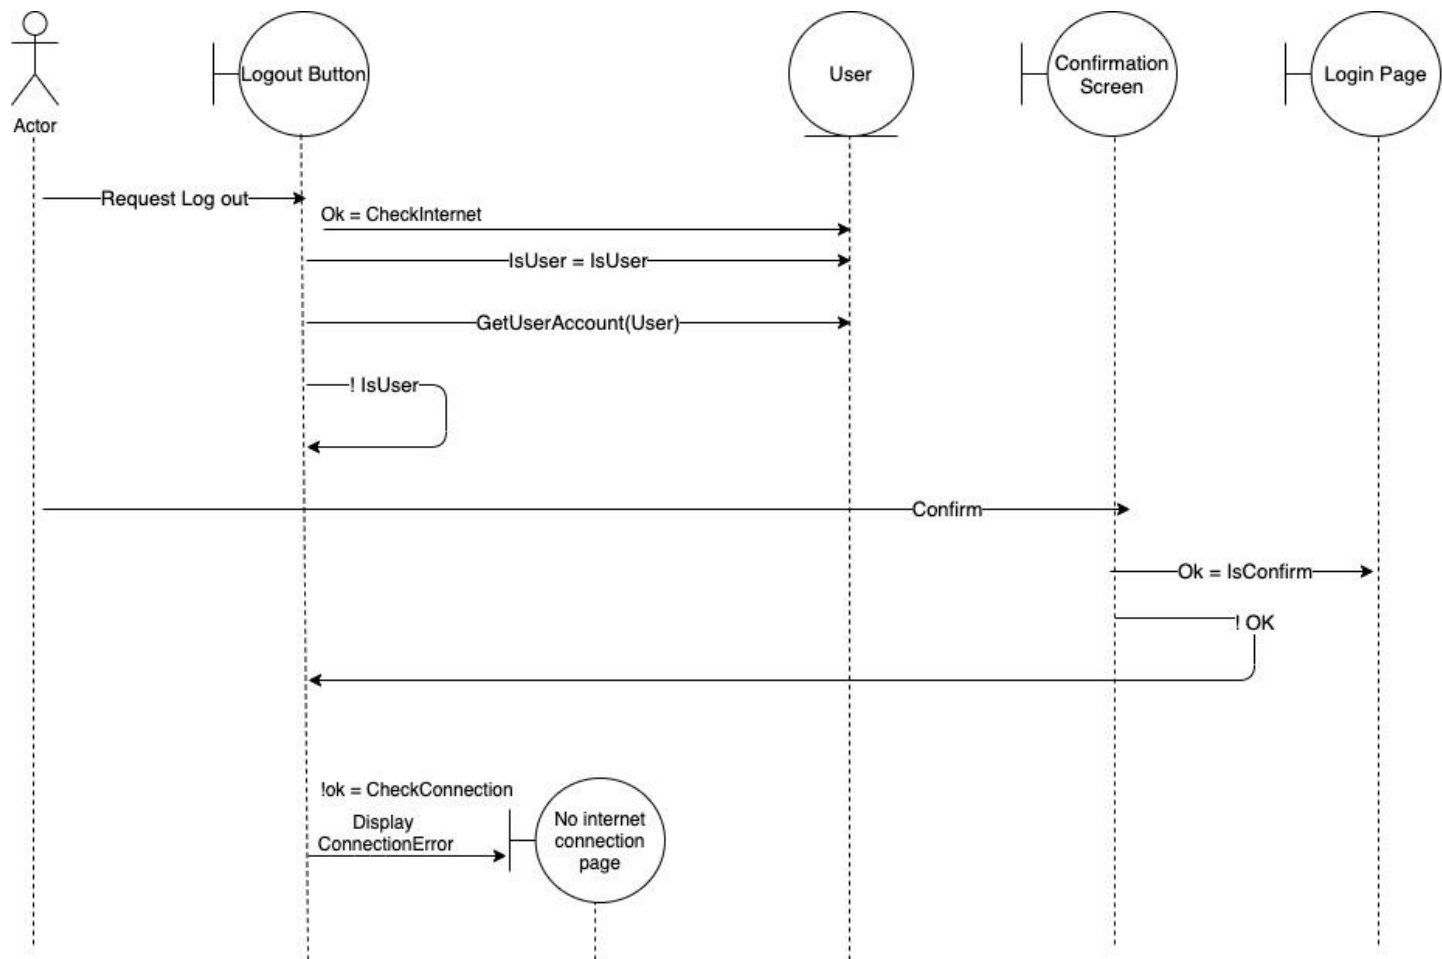 Logout Button
User
Confirmation
Screen
Login Page
Actor
Request Log out
Ok = CheckInternet
IsUser = IsUser
GetUserAccount(User)
! IsUser
Confirm
Ok = IsConfirm
! OK
!ok = CheckConnection
Display
ConnectionError
No internet
connection
page